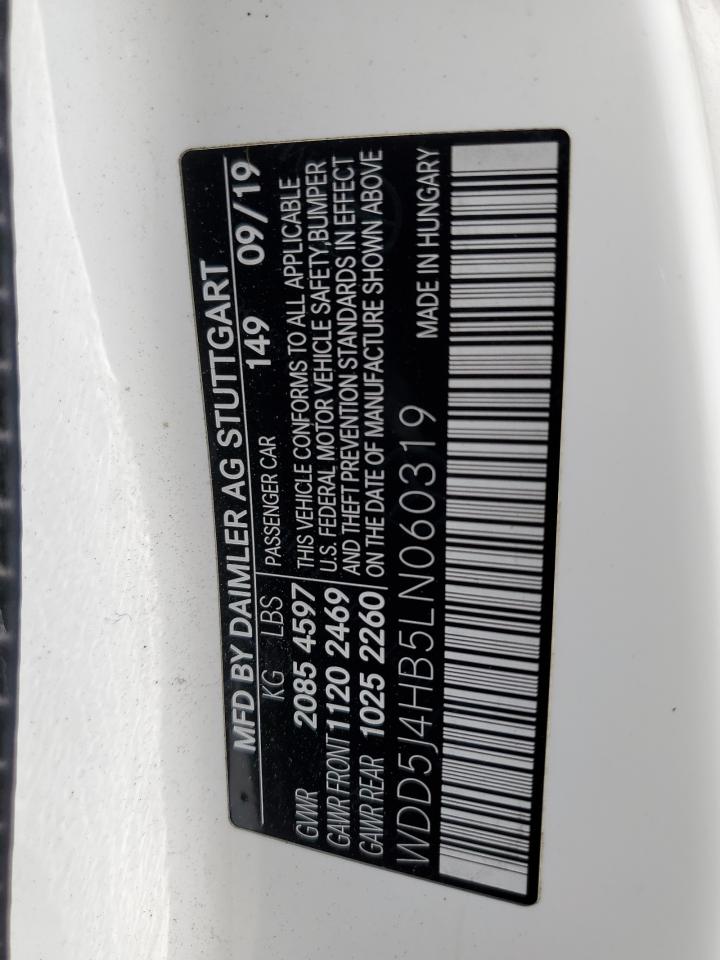 MFD BY DAIMLER AG STUTTGART
KG LBS PASSENGER CAR 149 09/19
GVWR 2085 4597 THIS VEHICLE CONFORMS TO ALL APPLICABLE
GAWR FRONT 1120 2469 U.S. FEDERAL MOTOR VEHICLE SAFETY,BUMPER
GAWR REAR 1025 2260 AND THEFT PREVENTION STANDARDS IN EFFECT
ON THE DATE OF MANUFACTURE SHOWN ABOVE
WDD5J4HB5LN060319 MADE IN HUNGARY